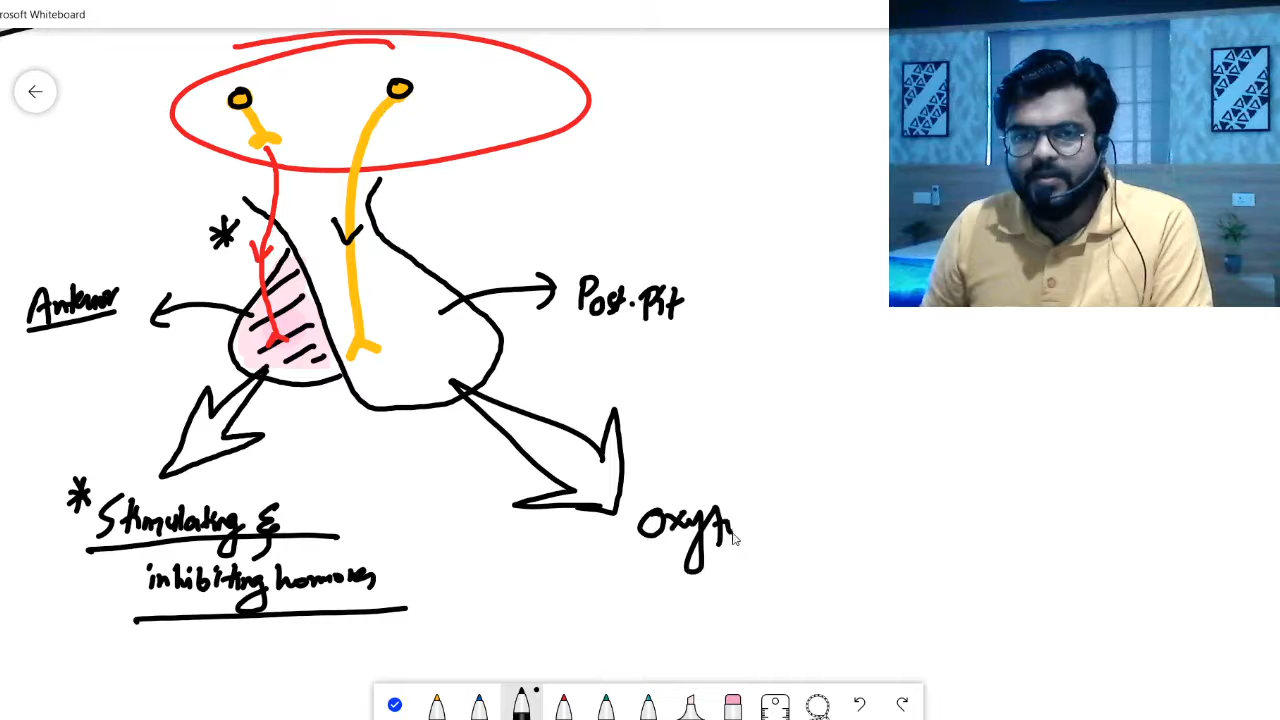 rosoft Whiteboard
*
Anterior
Post. Pit
* Stimulating &
inhibiting hormones
Oxyt